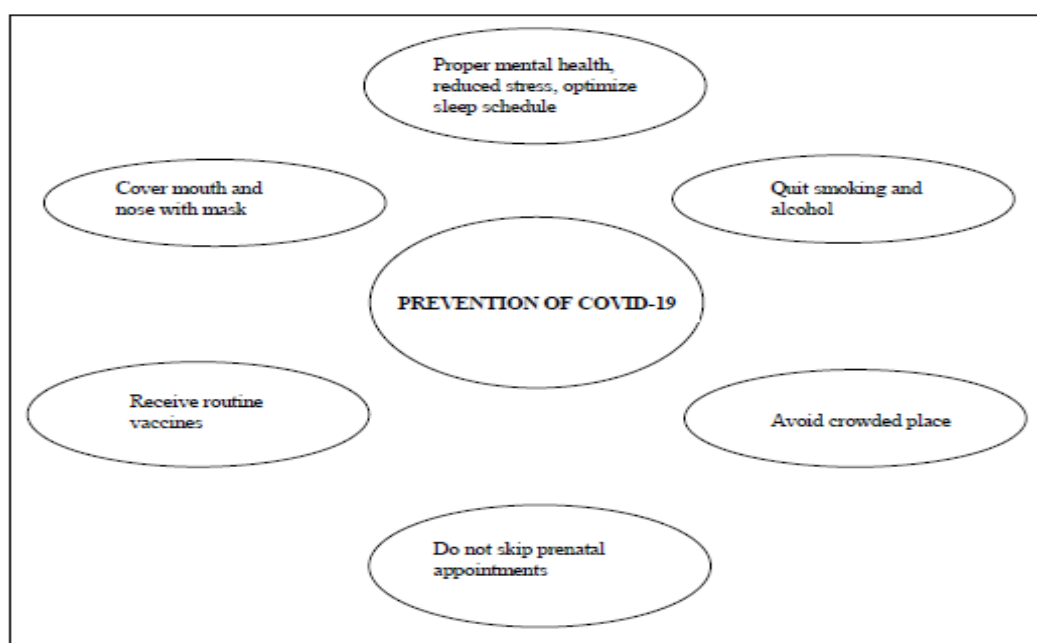 Proper mental health,
reduced stress, optimize
sleep schedule
Cover mouth and
nose with mask
Quit smoking and
alcohol
PREVENTION OF COVID-19
Receive routine
vaccines
Avoid crowded place
Do not skip prenatal
appointments